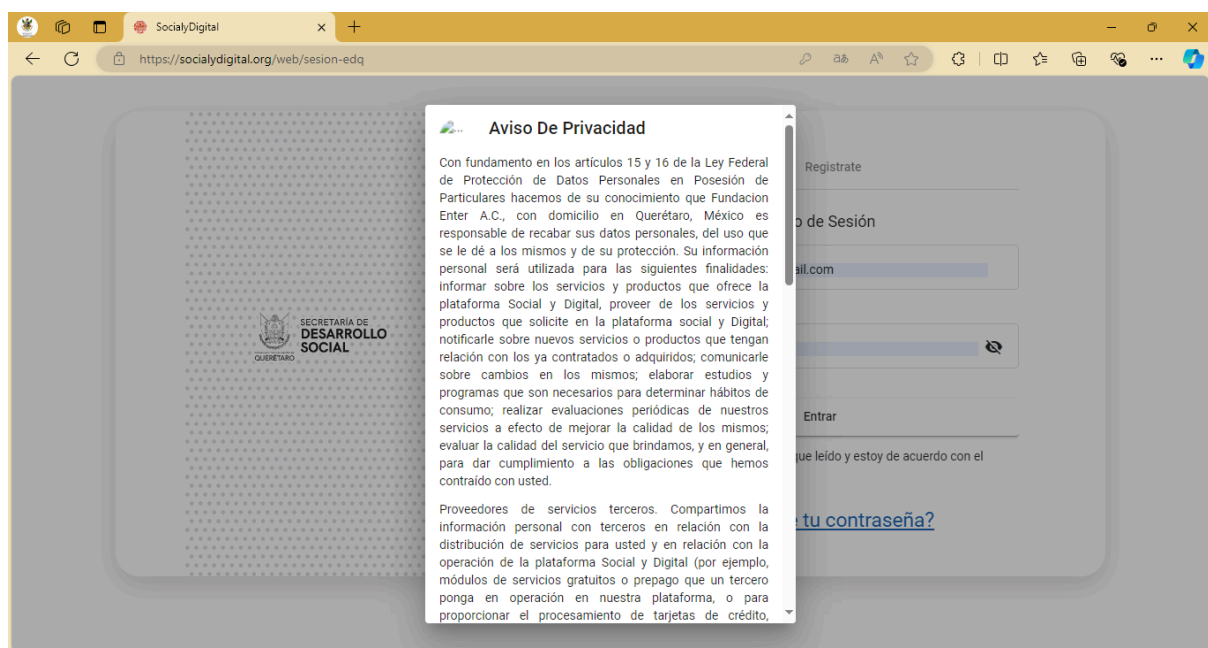 SocialyDigital
https://socialydigital.org/web/sesion-edq
Aviso De Privacidad
Con fundamento en los artículos 15 y 16 de la Ley Federal
de Protección de Datos Personales en Posesión de
Particulares hacemos de su conocimiento que Fundacion
Enter A.C., con domicilio en Querétaro, México es
responsable de recabar sus datos personales, del uso que
se le dé a los mismos y de su protección. Su información
personal será utilizada para las siguientes finalidades:
informar sobre los servicios y productos que ofrece la
plataforma Social y Digital, proveer de los servicios y
productos que solicite en la plataforma social y Digital;
notificarle sobre nuevos servicios o productos que tengan
relación con los ya contratados o adquiridos; comunicarle
sobre cambios en los mismos; elaborar estudios y
programas que son necesarios para determinar hábitos de
consumo; realizar evaluaciones periódicas de nuestros
servicios a efecto de mejorar la calidad de los mismos;
evaluar la calidad del servicio que brindamos, y en general,
para dar cumplimiento a las obligaciones que hemos
contraído con usted.
Proveedores de servicios terceros. Compartimos la
información personal con terceros en relación con la
distribución de servicios para usted y en relación con la
operación de la plataforma Social y Digital (por ejemplo,
módulos de servicios gratuitos o prepago que un tercero
ponga en operación en nuestra plataforma, o para
proporcionar el procesamiento de tarjetas de crédito,
QUERÉTARO
SECRETARÍA DE
DESARROLLO
SOCIAL
Registrate
o de Sesión
ail.com
Entrar
que leído y estoy de acuerdo con el
tu contraseña?